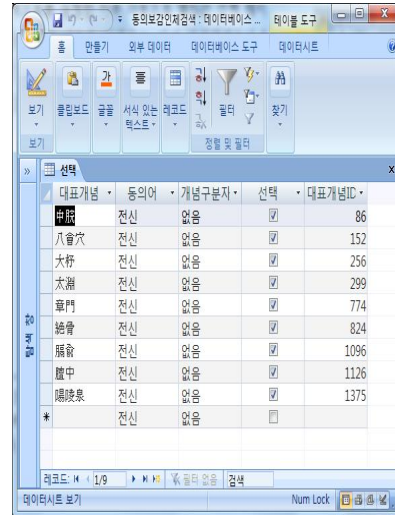 동의보감인체검색 : 데이터베이스 ... 테이블 도구
홈 만들기 외부 데이터 데이터베이스 도구 데이터시트
보기 클립보드 글꼴 서식 있는 텍스트 레코드 필터 찾기
보기 정렬 및 필터
선택
대표개념 동의어 개념구분자 선택 대표개념ID
中脘 전신 없음 86
八會穴 전신 없음 152
大杼 전신 없음 256
太淵 전신 없음 299
章門 전신 없음 774
絶骨 전신 없음 824
膈兪 전신 없음 1096
膻中 전신 없음 1126
陽陵泉 전신 없음 1375
* 전신 없음
탐색 창
레코드: 1/9 필터 없음 검색
데이터시트 보기 Num Lock